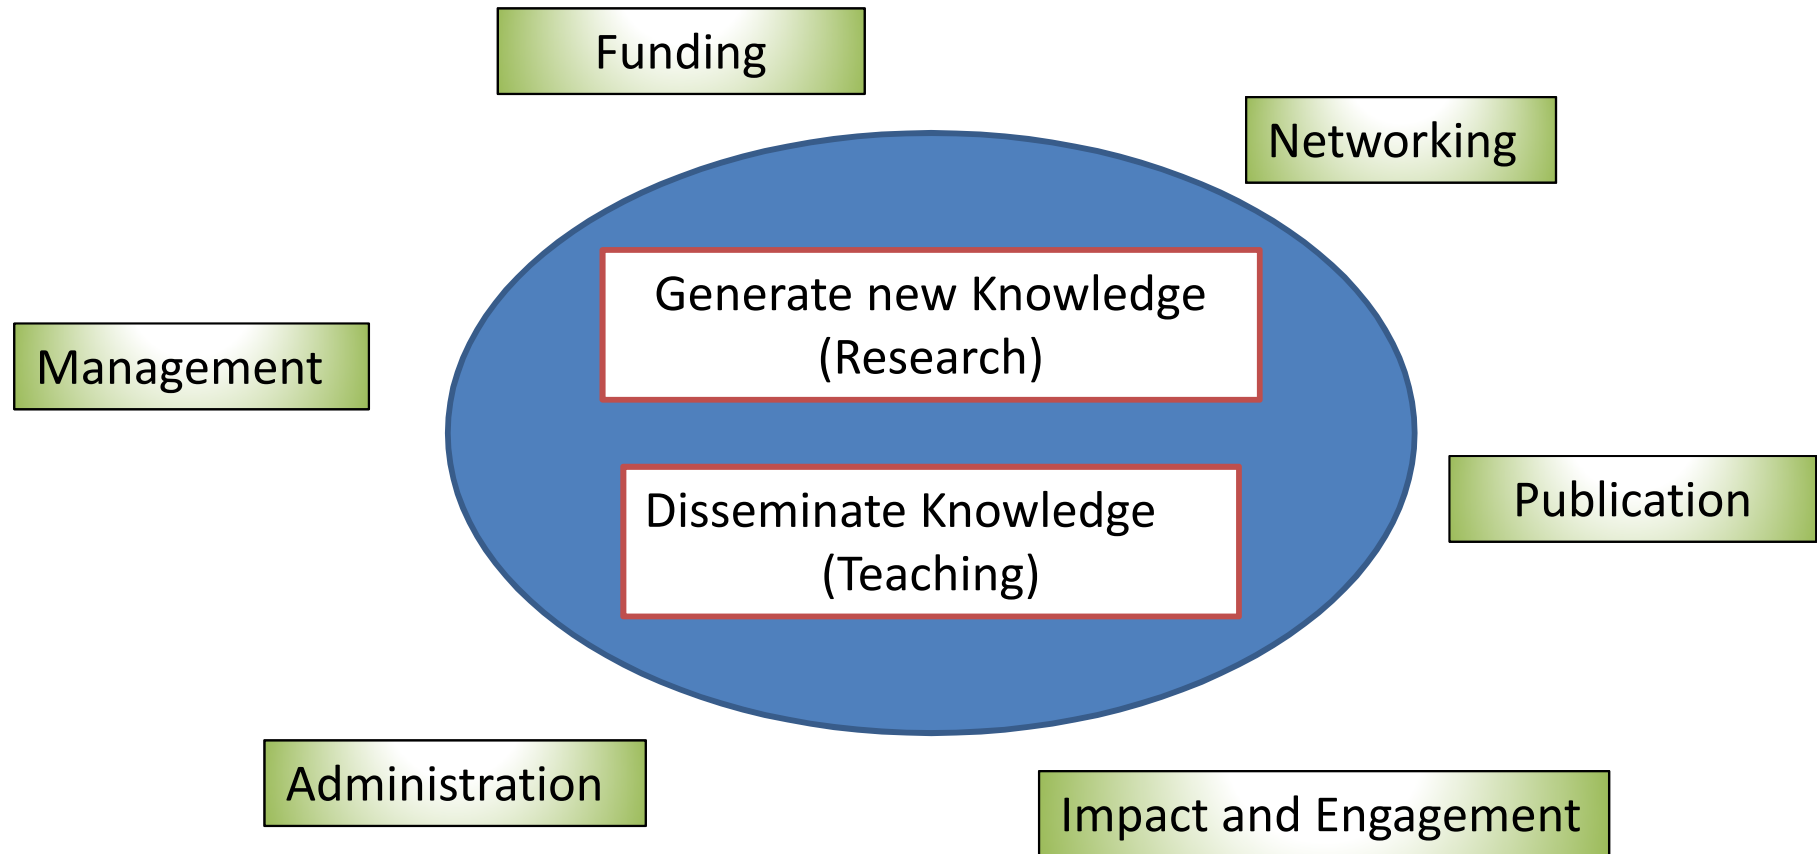 Funding
Networking
Generate new Knowledge
(Research)
Management
Disseminate Knowledge
(Teaching)
Publication
Administration
Impact and Engagement